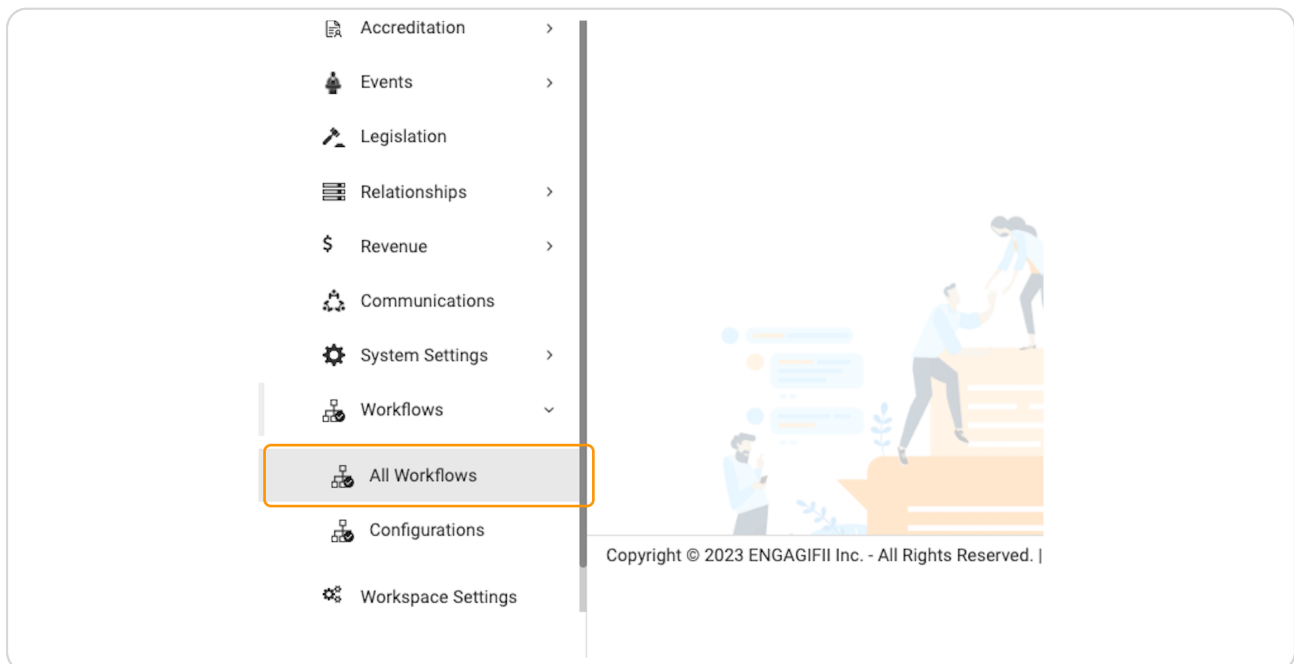 Accreditation
Events
Legislation
Relationships
$ Revenue
Communications
System Settings
Workflows
All Workflows
Configurations
Workspace Settings
Copyright © 2023 ENGAGIFII Inc. - All Rights Reserved. |